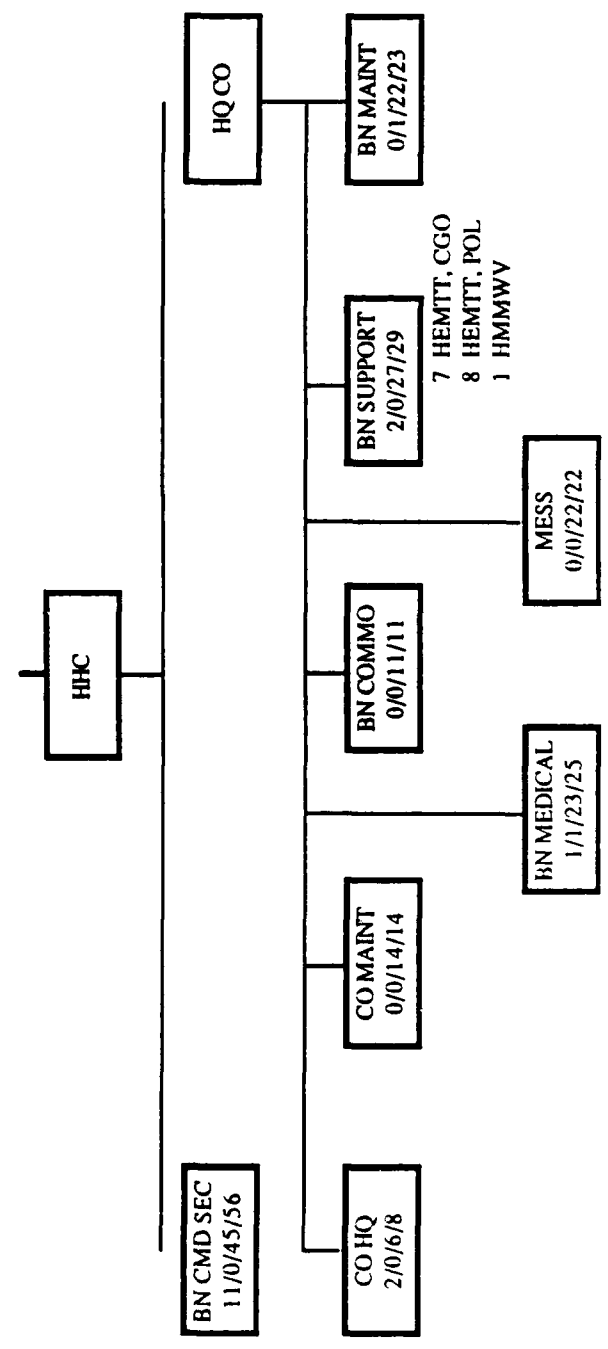 HHC
BN CMD SEC
11/0/45/56
HQ CO
CO HQ
2/0/6/8
CO MAINT
0/0/14/14
BN COMMO
0/0/11/11
BN SUPPORT
2/0/27/29
BN MAINT
0/1/22/23
7 HEMTT, CGO
8 HEMTT, POL
1 HMMWV
BN MEDICAL
1/1/23/25
MESS
0/0/22/22